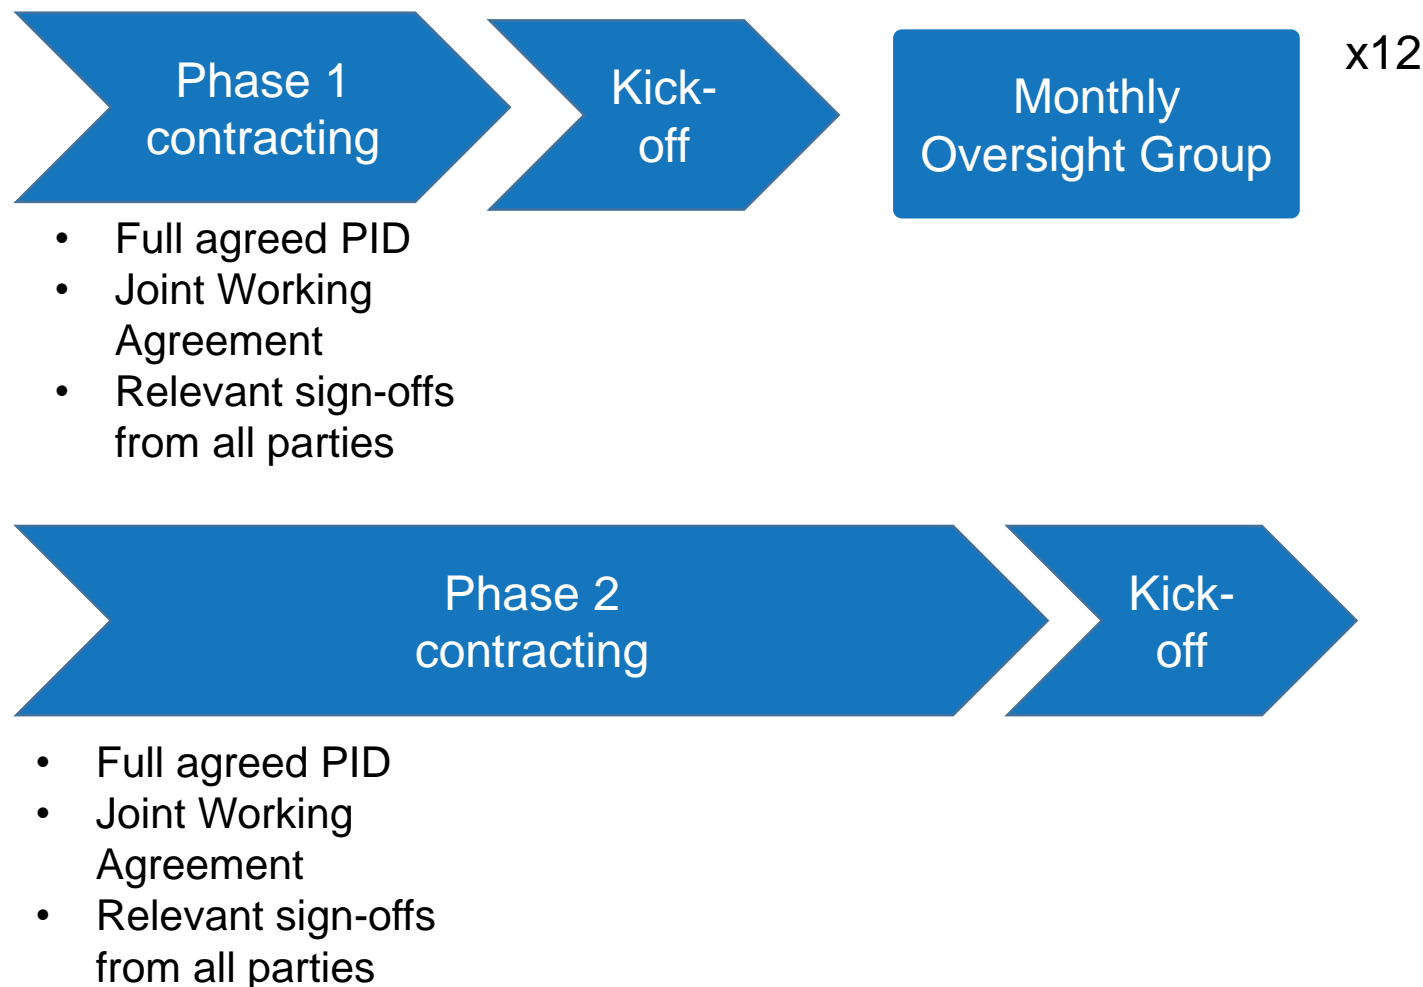 Phase 1
contracting
Kick-
off
Monthly
Oversight Group
x12
• Full agreed PID
• Joint Working
Agreement
• Relevant sign-offs
from all parties
Phase 2
contracting
Kick-
off
• Full agreed PID
• Joint Working
Agreement
• Relevant sign-offs
from all parties